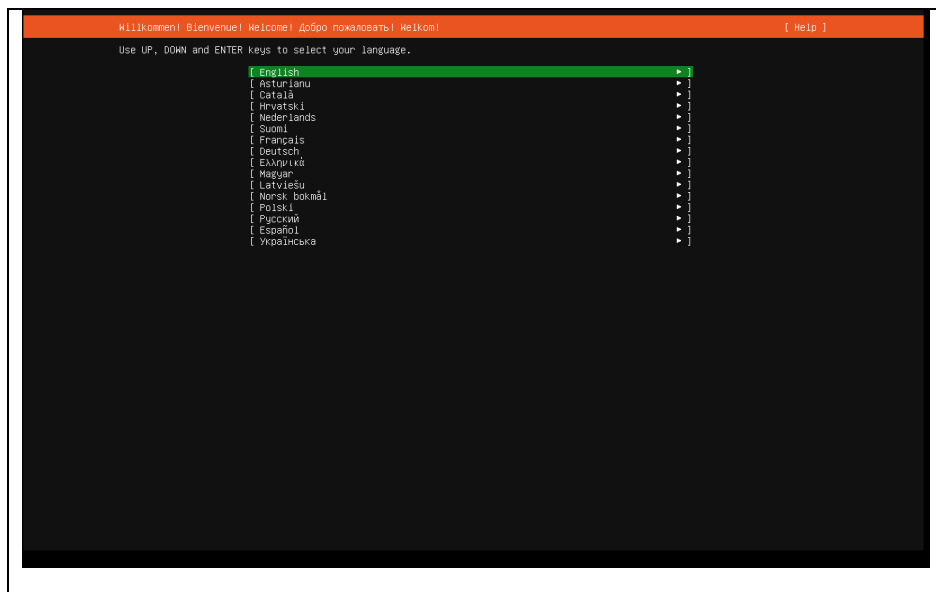 Willkommen! Bienvenue! Welcome! Добро пожаловать! Welkom! [ Help ]
Use UP, DOWN and ENTER keys to select your language.
[ English ► ]
[ Asturianu ► ]
[ Català ► ]
[ Hrvatski ► ]
[ Nederlands ► ]
[ Suomi ► ]
[ Français ► ]
[ Deutsch ► ]
[ Ελληνικά ► ]
[ Magyar ► ]
[ Latviešu ► ]
[ Norsk bokmål ► ]
[ Polski ► ]
[ Русский ► ]
[ Español ► ]
[ Українська ► ]